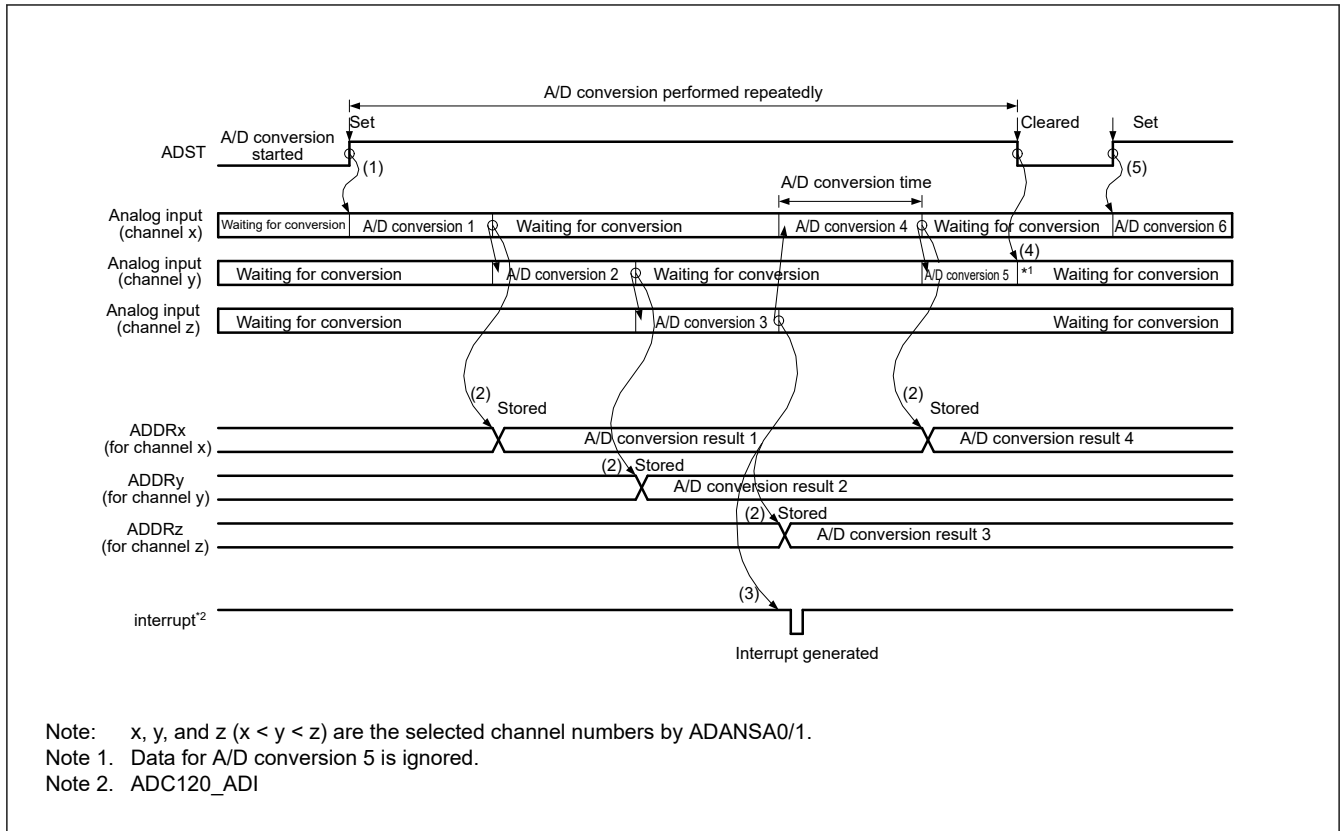 A/D conversion performed repeatedly
Set
Cleared
Set
A/D conversion
started
ADST
(1)
(5)
A/D conversion time
Analog input
(channel x)
Waiting for conversion
A/D conversion 1
Waiting for conversion
A/D conversion 4
Waiting for conversion
A/D conversion 6
(4)
Analog input
(channel y)
Waiting for conversion
A/D conversion 2
Waiting for conversion
A/D conversion 5
*1
Waiting for conversion
Analog input
(channel z)
Waiting for conversion
A/D conversion 3
Waiting for conversion
(2)
Stored
(2)
Stored
ADDRx
(for channel x)
A/D conversion result 1
A/D conversion result 4
(2)
Stored
ADDRy
(for channel y)
A/D conversion result 2
(2)
Stored
ADDRz
(for channel z)
A/D conversion result 3
(3)
interrupt*2
Interrupt generated
Note: x, y, and z (x < y < z) are the selected channel numbers by ADANSA0/1.
Note 1. Data for A/D conversion 5 is ignored.
Note 2. ADC120_ADI